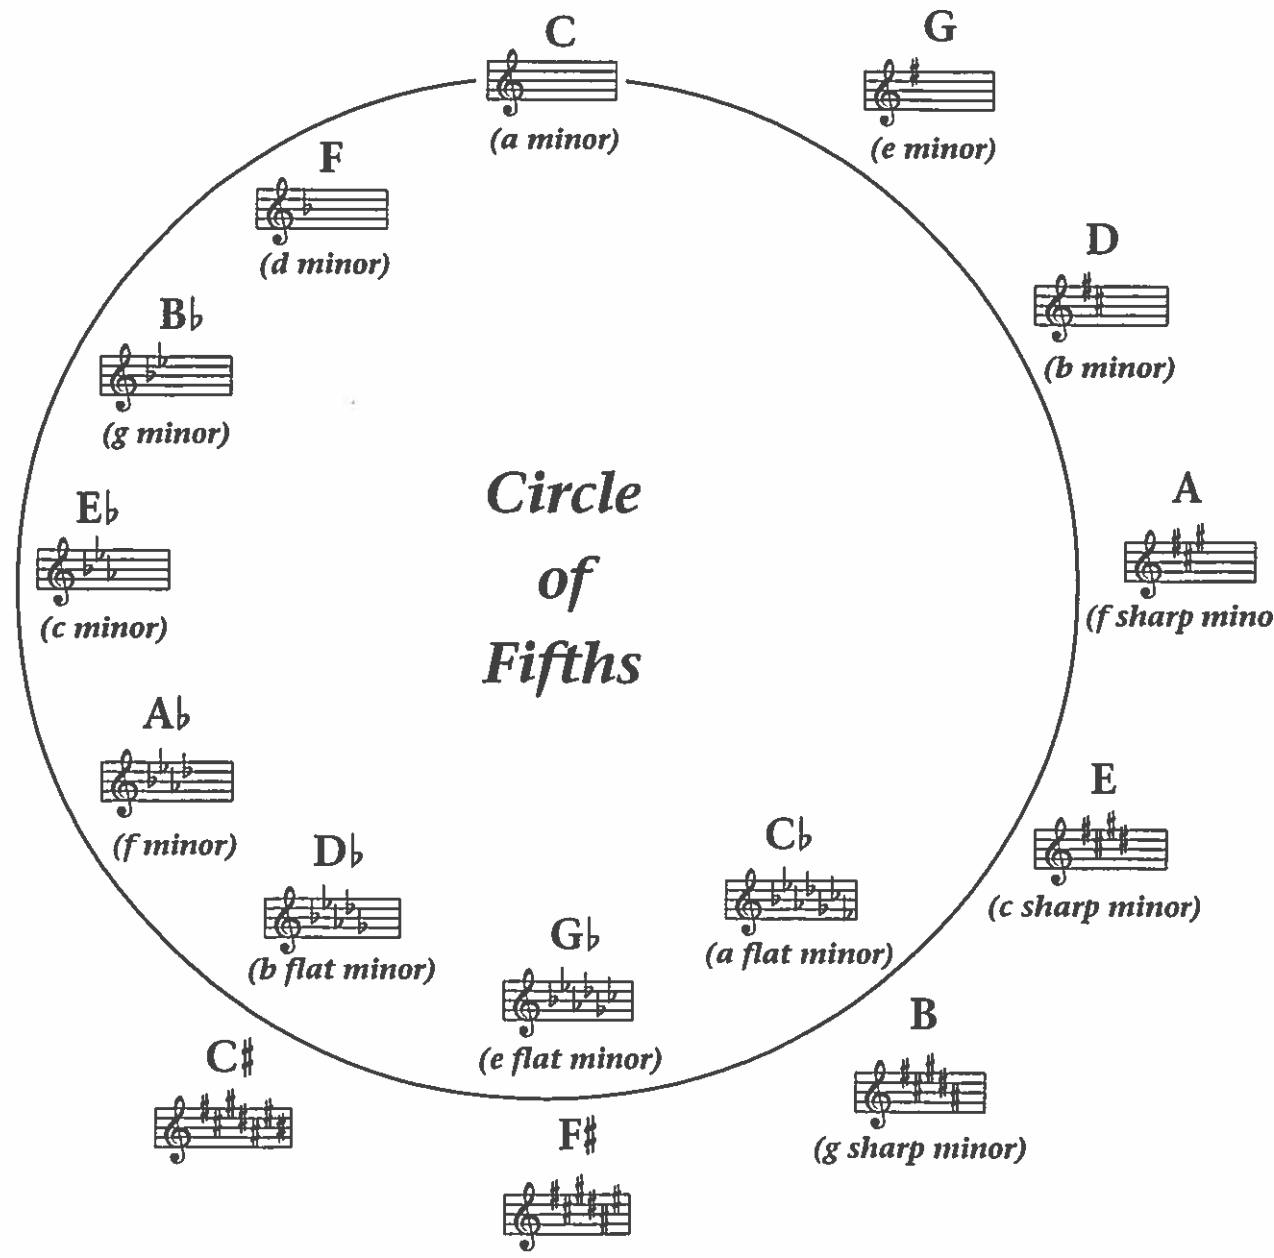 C
(a minor)
G
(e minor)
D
(b minor)
A
(f sharp mino
E
(c sharp minor)
B
(g sharp minor)
F♯
C♯
C♭
(a flat minor)
G♭
(e flat minor)
D♭
(b flat minor)
A♭
(f minor)
E♭
(c minor)
B♭
(g minor)
F
(d minor)
Circle
of
Fifths